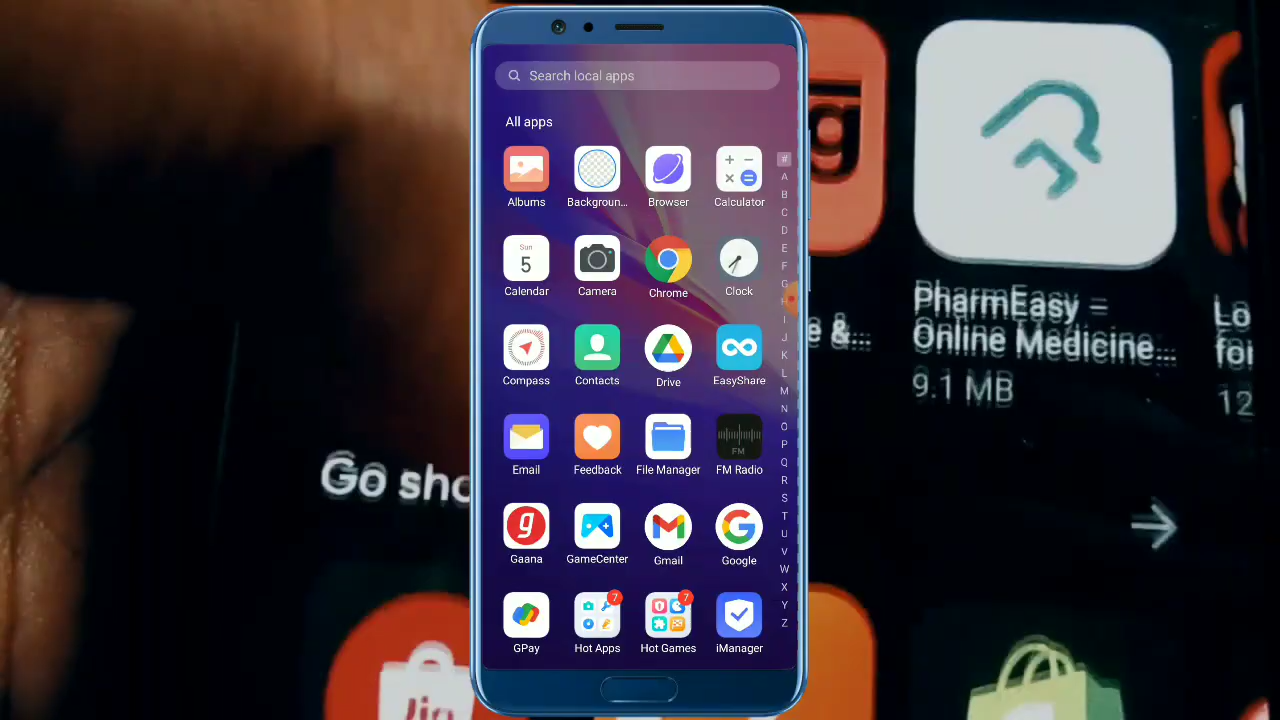 Search local apps
All apps
Albums
Backgroun...
Browser
Calculator
Sun
5
Calendar
Camera
Chrome
Clock
Compass
Contacts
Drive
EasyShare
Email
Feedback
File Manager
FM
FM Radio
g
Gaana
GameCenter
Gmail
G
Google
GPay
7
Hot Apps
7
Hot Games
iManager
#
A
B
C
D
E
F
G
H
I
J
K
L
M
N
O
P
Q
R
S
T
U
V
W
X
Y
Z
g
e &...
PharmEasy =
Online Medicine...
9.1 MB
Lo
for
12
Go sho
Jio